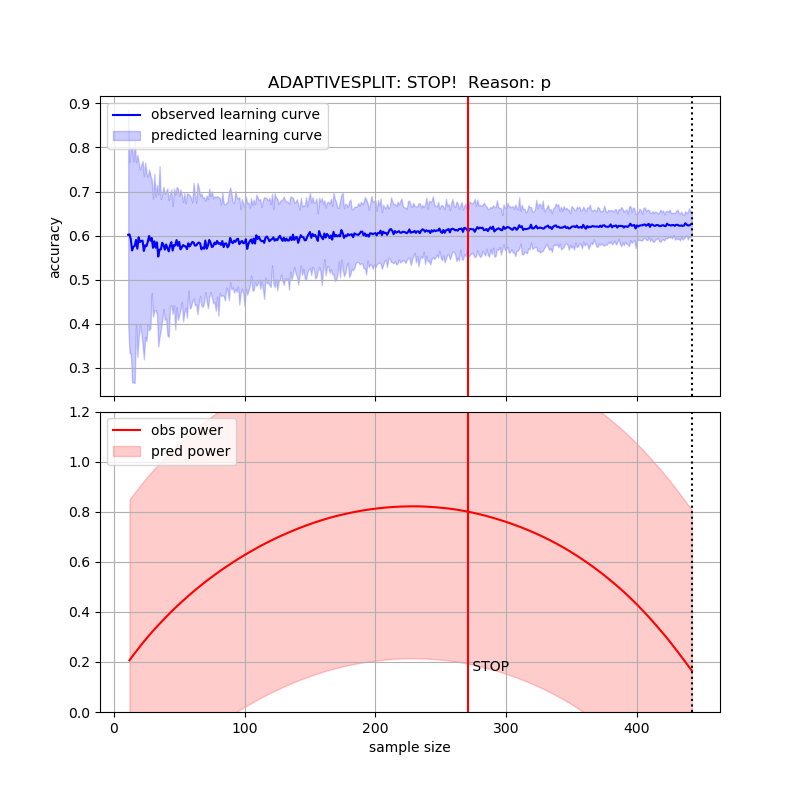 ADAPTIVESPLIT: STOP!  Reason: p
0.9
0.8
0.7
0.6
0.5
0.4
0.3
accuracy
observed learning curve
predicted learning curve
1.2
1.0
0.8
0.6
0.4
0.2
0.0
obs power
pred power
STOP
0
100
200
300
400
sample size